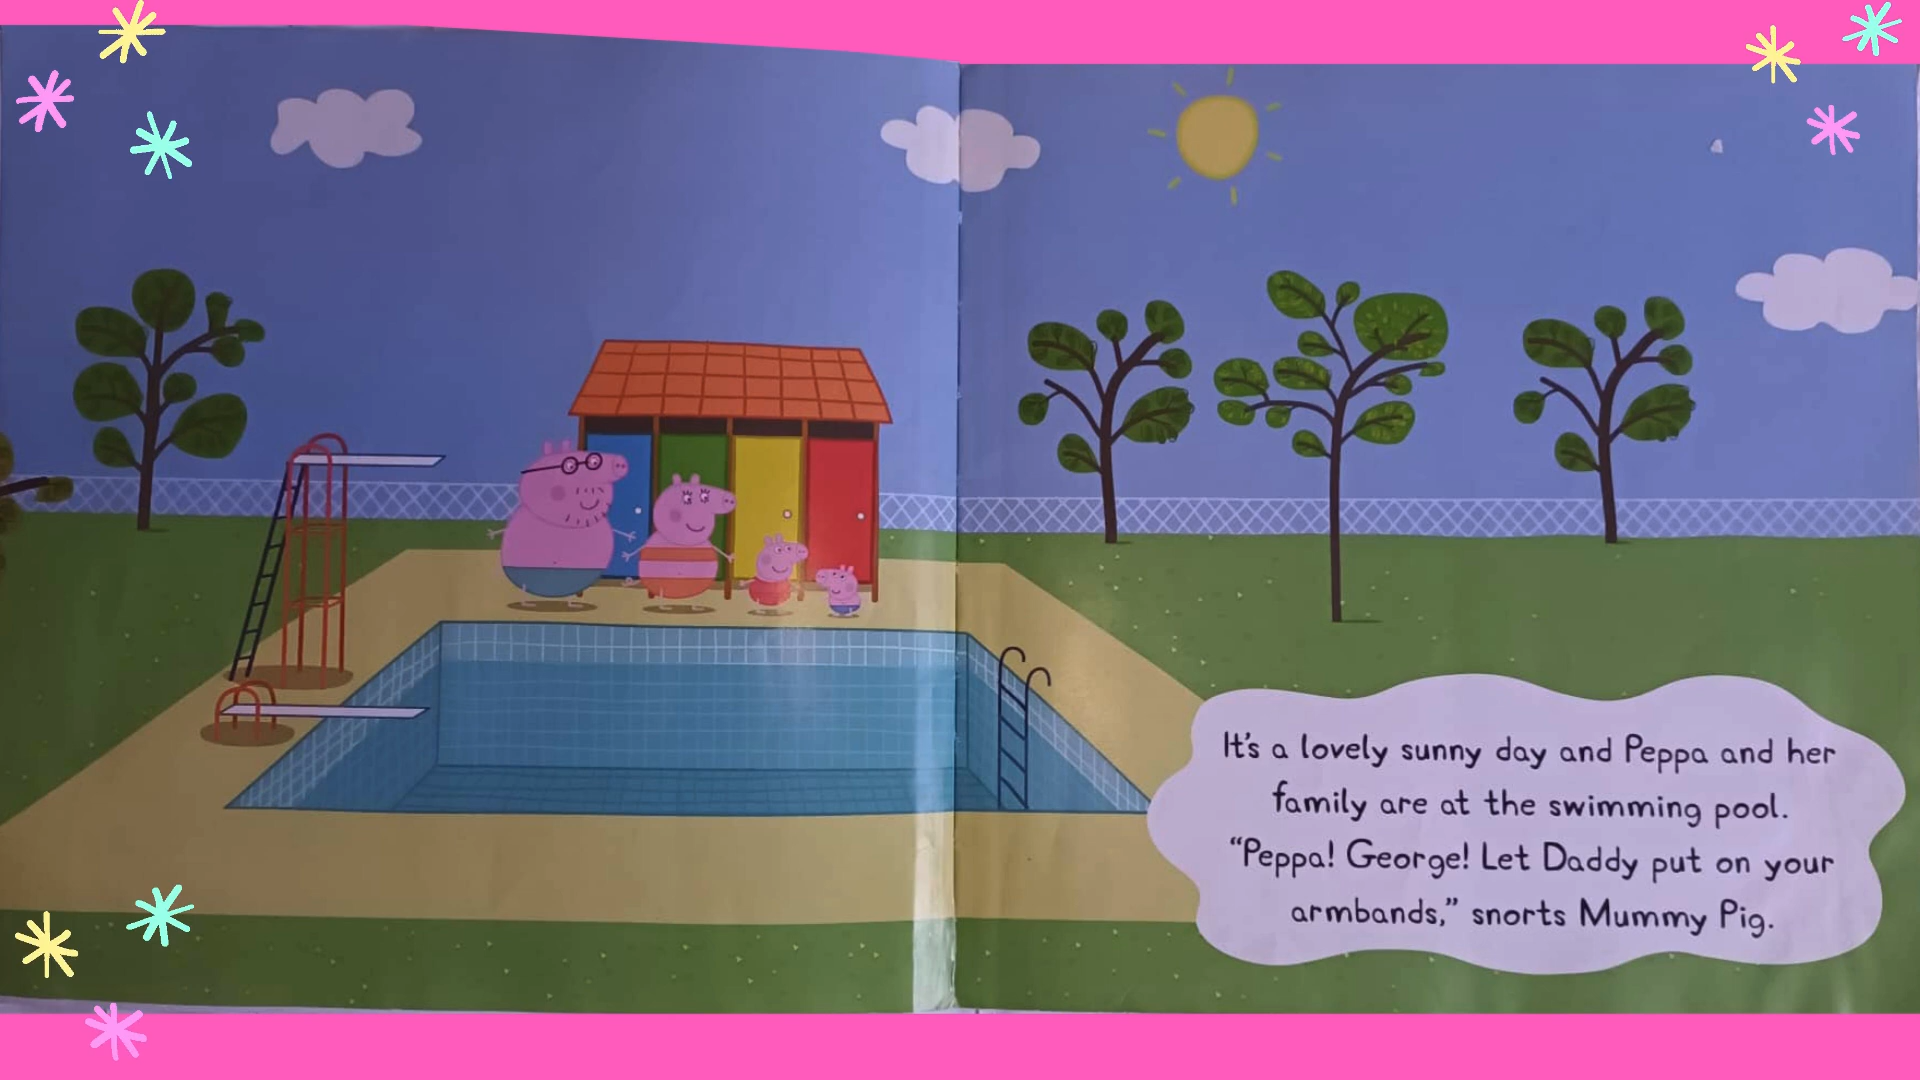 It's a lovely sunny day and Peppa and her
family are at the swimming pool.
“Peppa! George! Let Daddy put on your
armbands,” snorts Mummy Pig.